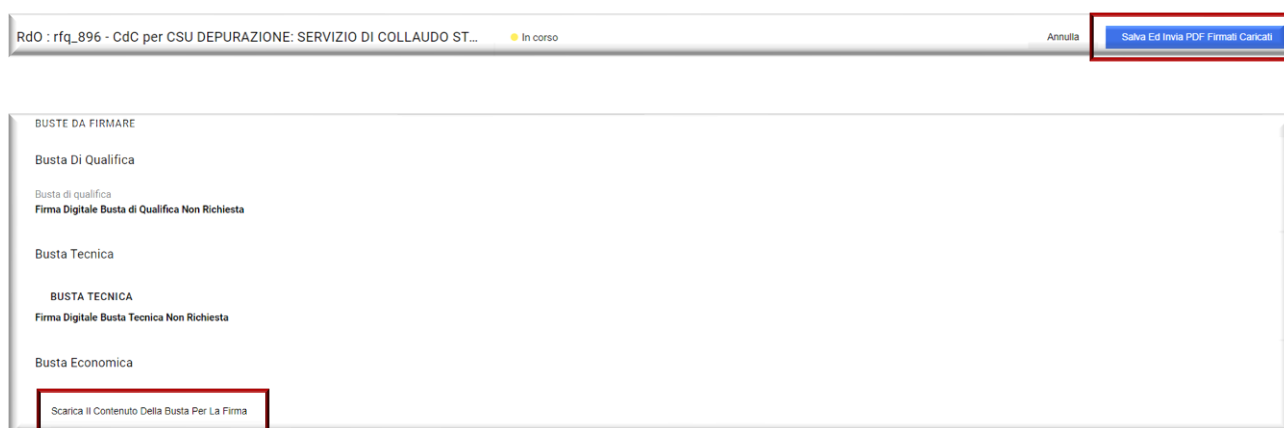 RdO : rfq_896 - CdC per CSU DEPURAZIONE: SERVIZIO DI COLLAUDO ST... In corso Annulla Salva Ed Invia PDF Firmati Caricati
BUSTE DA FIRMARE
Busta Di Qualifica
Busta di qualifica
Firma Digitale Busta di Qualifica Non Richiesta
Busta Tecnica
BUSTA TECNICA
Firma Digitale Busta Tecnica Non Richiesta
Busta Economica
Scarica Il Contenuto Della Busta Per La Firma